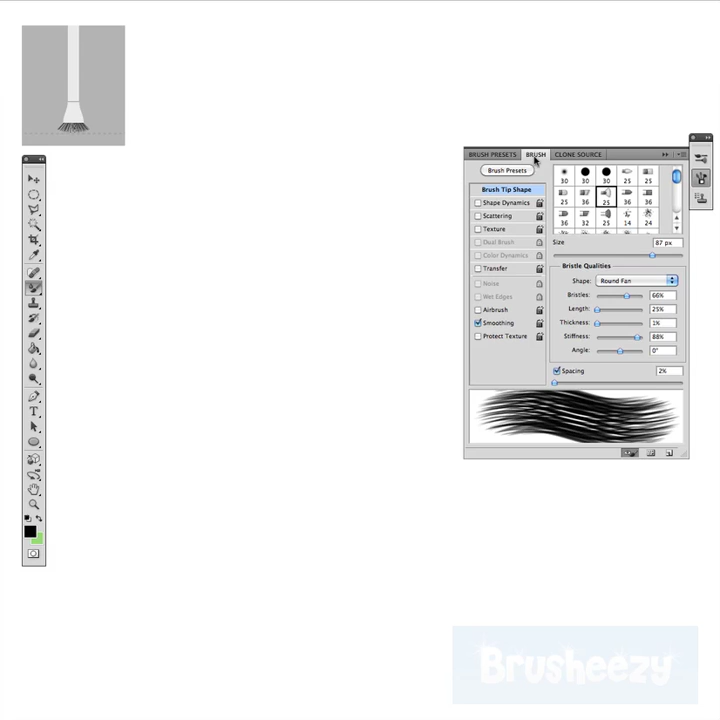 BRUSH PRESETS BRUSH CLONE SOURCE
Brush Presets
30 30 30 25 25
Brush Tip Shape
Shape Dynamics
25 36 25 36 36
Scattering
36 32 25 14 24
Texture
Dual Brush
Size 87 px
Color Dynamics
Transfer
Bristle Qualities
Noise
Shape: Round Fan
Wet Edges
Bristles: 66%
Airbrush
Length: 25%
Smoothing
Thickness: 1%
Protect Texture
Stiffness: 88%
Angle: 0°
Spacing 2%
T
Brusheezy